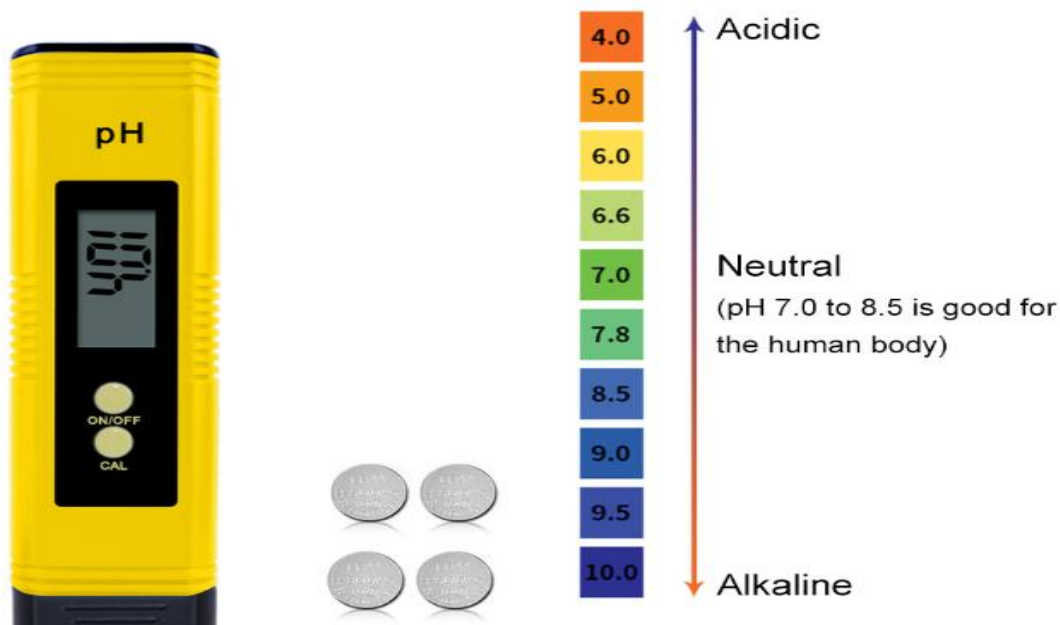 pH
ON/OFF
CAL
4.0
5.0
6.0
6.6
7.0
7.8
8.5
9.0
9.5
10.0
Acidic
Neutral
(pH 7.0 to 8.5 is good for
the human body)
Alkaline